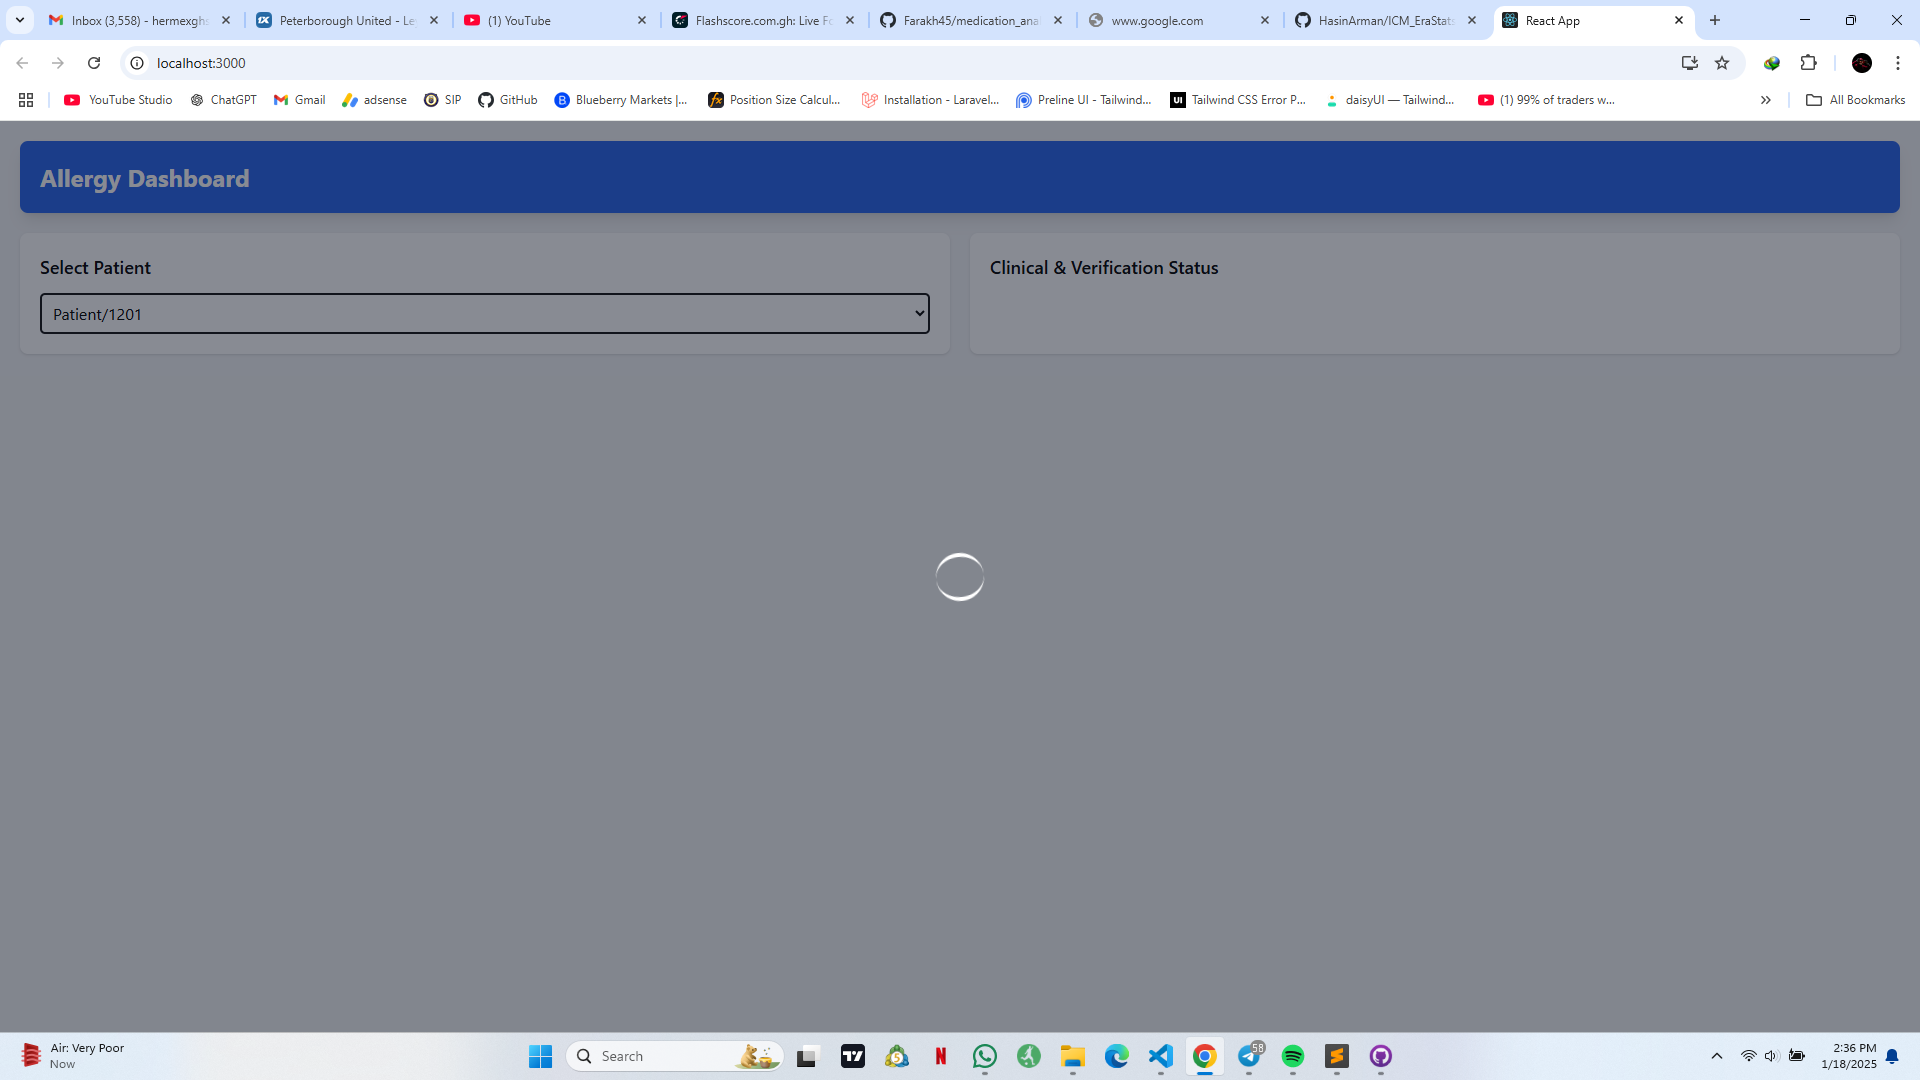 Inbox (3,558) - hermexgh
Peterborough United - Le
(1) YouTube
Flashscore.com.gh: Live Fo
Farakh45/medication_ana
www.google.com
HasinArman/ICM_EraStats
React App
localhost:3000
YouTube Studio
ChatGPT
Gmail
adsense
SIP
GitHub
Blueberry Markets |...
Position Size Calcul...
Installation - Laravel...
Preline UI - Tailwind...
Tailwind CSS Error P...
daisyUI — Tailwind...
(1) 99% of traders w...
All Bookmarks
Allergy Dashboard
Select Patient
Patient/1201
Clinical & Verification Status
Air: Very Poor
Now
Search
58
2:36 PM
1/18/2025